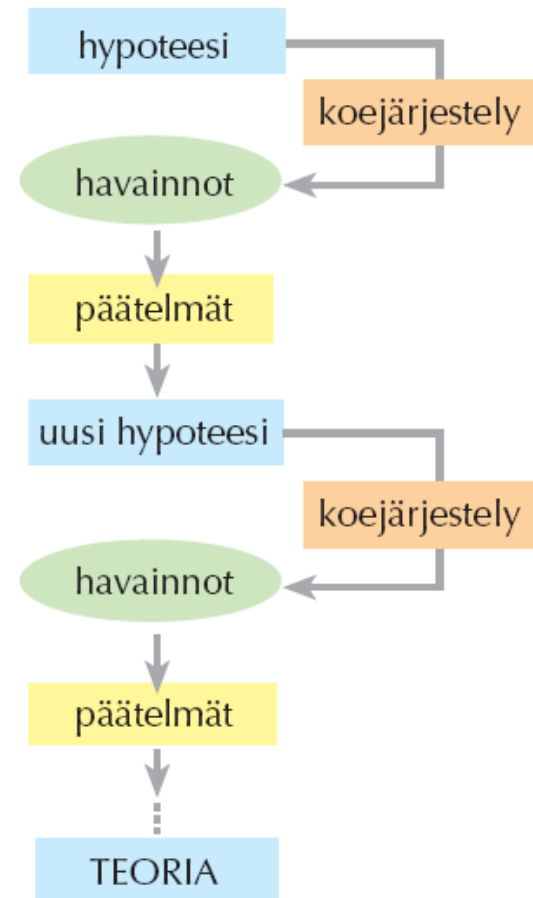 hypoteesi
koejärjestely
havainnot
päätelmät
uusi hypoteesi
koejärjestely
havainnot
päätelmät
TEORIA